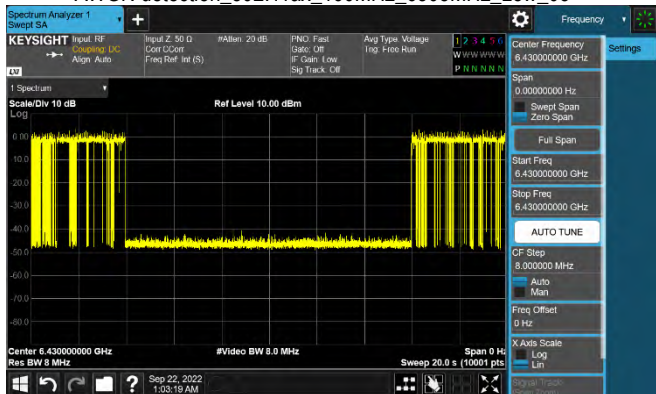 Spectrum Analyzer 1
Swept SA
+
Frequency
KEYSIGHT
Input: RF
Coupling: DC
Align: Auto
Input Z: 50 Ω
Corr CCorr
Freq Ref: Int (S)
#Atten: 20 dB
PNO: Fast
Gate: Off
IF Gain: Low
Sig Track: Off
Avg Type: Voltage
Trig: Free Run
1 2 3 4 5 6
W W W W W W
P N N N N N
LXI
Center Frequency
6.430000000 GHz
Settings
Span
0.00000000 Hz
Swept Span
Zero Span
Full Span
Start Freq
6.430000000 GHz
Stop Freq
6.430000000 GHz
AUTO TUNE
CF Step
8.000000 MHz
Auto
Man
Freq Offset
0 Hz
X Axis Scale
Log
Lin
Signal Track
1 Spectrum
Scale/Div 10 dB
Ref Level 10.00 dBm
Log
0.00
-10.0
-20.0
-30.0
-40.0
-50.0
-60.0
-70.0
-80.0
Center 6.430000000 GHz
#Video BW 8.0 MHz
Span 0 Hz
Res BW 8 MHz
Sweep 20.0 s (10001 pts
?
Sep 22, 2022
1:03:19 AM